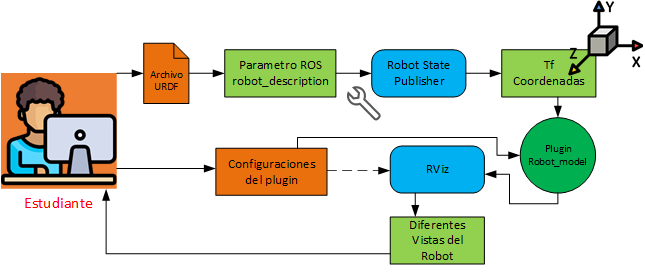 Archivo
URDF
Parametro ROS
robot_description
Robot State
Publisher
Tf
Coordenadas
Y
Z
X
Estudiante
Configuraciones
del plugin
RViz
Plugin
Robot_model
Diferentes
Vistas del
Robot